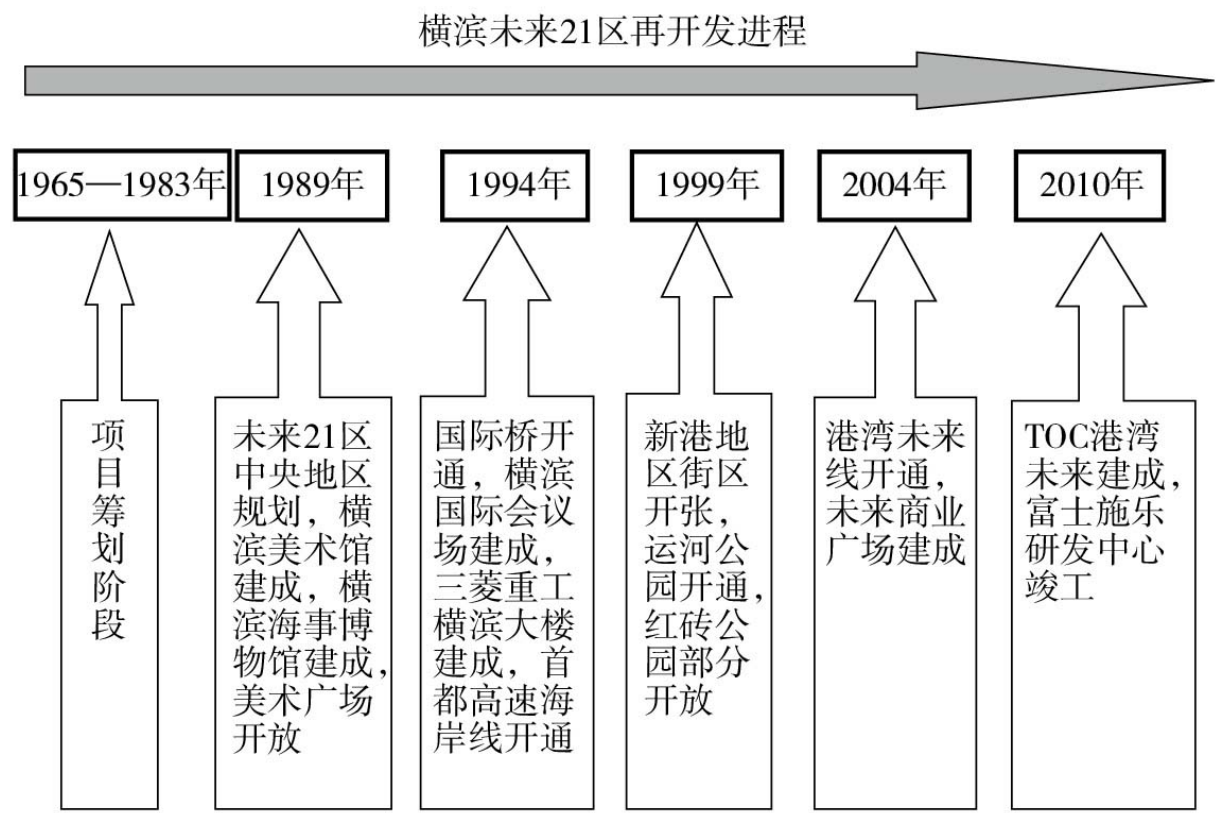 横滨未来21区再开发进程
1965—1983年
1989年
1994年
1999年
2004年
2010年
项
目
筹
划
阶
段
未来21区
中央地区
规划，横
滨美术馆
建成，横
滨海事博
物馆建成，
美术广场
开放
国际桥开
通，横滨
国际会议
场建成，
三菱重工
横滨大楼
建成，首
都高速海
岸线开通
新港地
区街区
开张，
运河公
园开通，
红砖公
园部分
开放
港湾未来
线开通，
未来商业
广场建成
TOC港湾
未来建成，
富士施乐
研发中心
竣工